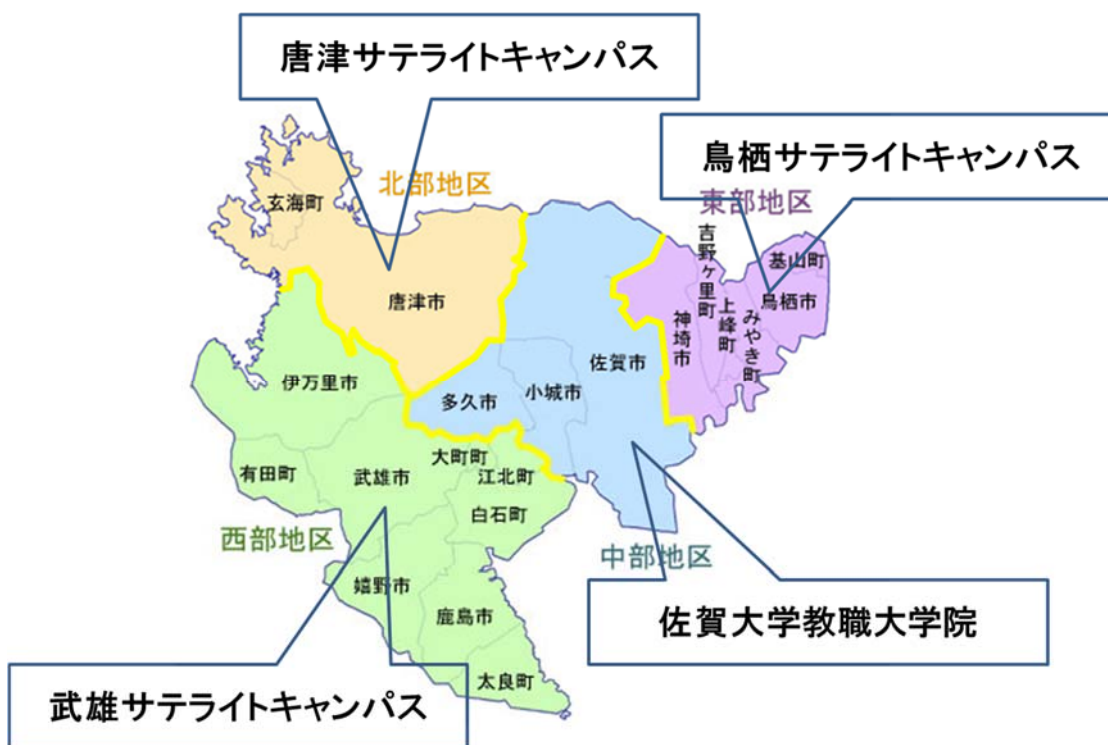 唐津サテライトキャンパス
鳥栖サテライトキャンパス
北部地区
東部地区
玄海町
唐津市
吉野ヶ里町
基山町
鳥栖市
神埼市
上峰町
みやき町
佐賀市
伊万里市
多久市
小城市
大町町
有田町
武雄市
江北町
白石町
西部地区
中部地区
嬉野市
鹿島市
佐賀大学教職大学院
太良町
武雄サテライトキャンパス